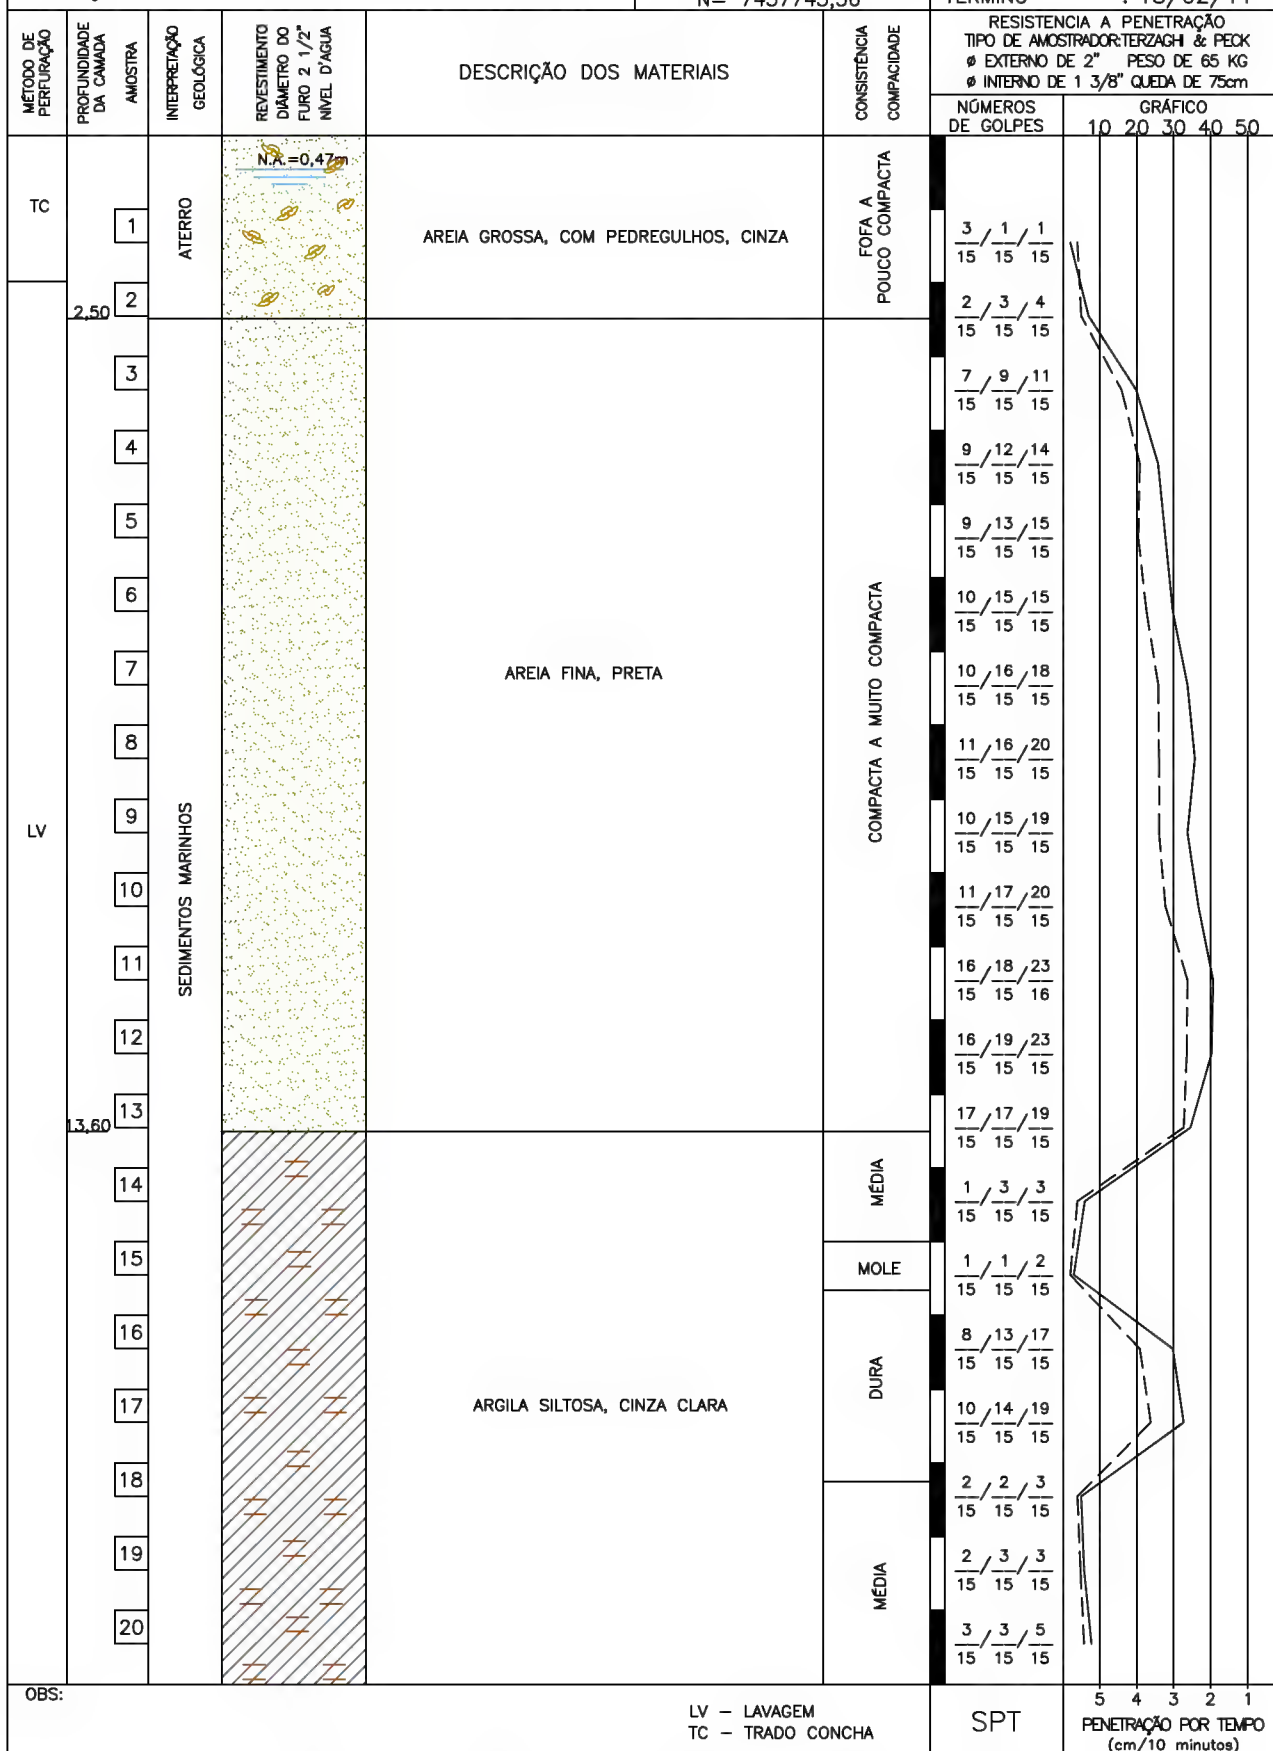 MÉTODO DE PERFURAÇÃO
PROFUNDIDADE DA CAMADA
AMOSTRA
INTERPRETAÇÃO GEOLÓGICA
REVESTIMENTO
DIÂMETRO DO
FURO 2 1/2"
NÍVEL D'AGUA
DESCRIÇÃO DOS MATERIAIS
CONSISTÊNCIA
COMPACIDADE
RESISTENCIA A PENETRAÇÃO
TIPO DE AMOSTRADOR:TERZAGHI & PECK
Ø EXTERNO DE 2" PESO DE 65 KG
Ø INTERNO DE 1 3/8" QUEDA DE 75cm
NÚMEROS DE GOLPES
GRÁFICO
10 20 30 40 50
N.A.=0,47m
TC
ATERRO
AREIA GROSSA, COM PEDREGULHOS, CINZA
FOFA A POUCO COMPACTA
1
3/1/1
15 15 15
2
2,50
2/3/4
15 15 15
3
7/9/11
15 15 15
4
9/12/14
15 15 15
5
9/13/15
15 15 15
6
10/15/15
15 15 15
LV
SEDIMENTOS MARINHOS
AREIA FINA, PRETA
COMPACTA A MUITO COMPACTA
7
10/16/18
15 15 15
8
11/16/20
15 15 15
9
10/15/19
15 15 15
10
11/17/20
15 15 15
11
16/18/23
15 15 16
12
16/19/23
15 15 15
13
13,60
17/17/19
15 15 15
14
MÉDIA
1/3/3
15 15 15
15
MOLE
1/1/2
15 15 15
16
8/13/17
15 15 15
DURA
17
ARGILA SILTOSA, CINZA CLARA
10/14/19
15 15 15
18
2/2/3
15 15 15
19
MÉDIA
2/3/3
15 15 15
20
3/3/5
15 15 15
OBS:
LV – LAVAGEM
TC – TRADO CONCHA
SPT
5 4 3 2 1
PENETRAÇÃO POR TEMPO
(cm/10 minutos)